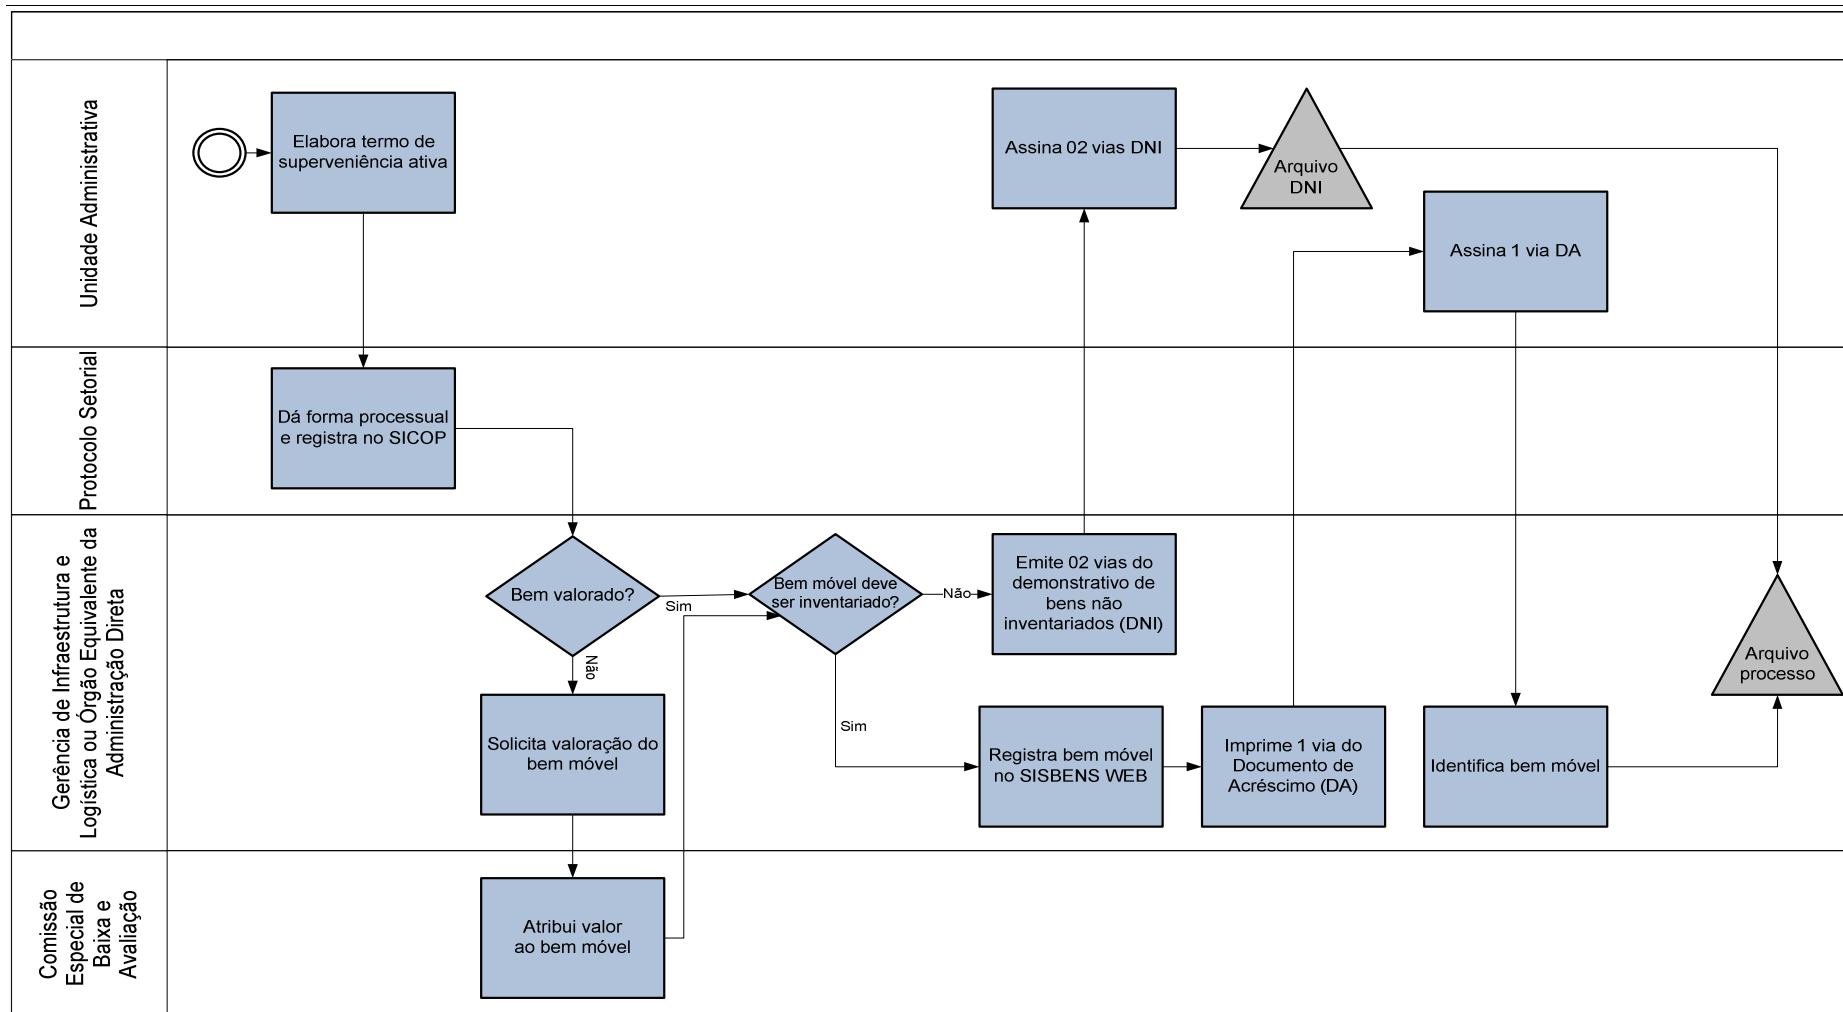 Unidade Administrativa
Elabora termo de
superveniência ativa
Assina 02 vias DNI
Arquivo
DNI
Assina 1 via DA
Protocolo Setorial
Dá forma processual
e registra no SICOP
Gerência de Infraestrutura e
Logística ou Órgão Equivalente da
Administração Direta
Bem valorado?
Sim
Não
Bem móvel deve
ser inventariado?
Não
Sim
Emite 02 vias do
demonstrativo de
bens não
inventariados (DNI)
Arquivo
processo
Solicita valoração do
bem móvel
Registra bem móvel
no SISBENS WEB
Imprime 1 via do
Documento de
Acréscimo (DA)
Identifica bem móvel
Comissão
Especial de
Baixa e
Avaliação
Atribui valor
ao bem móvel